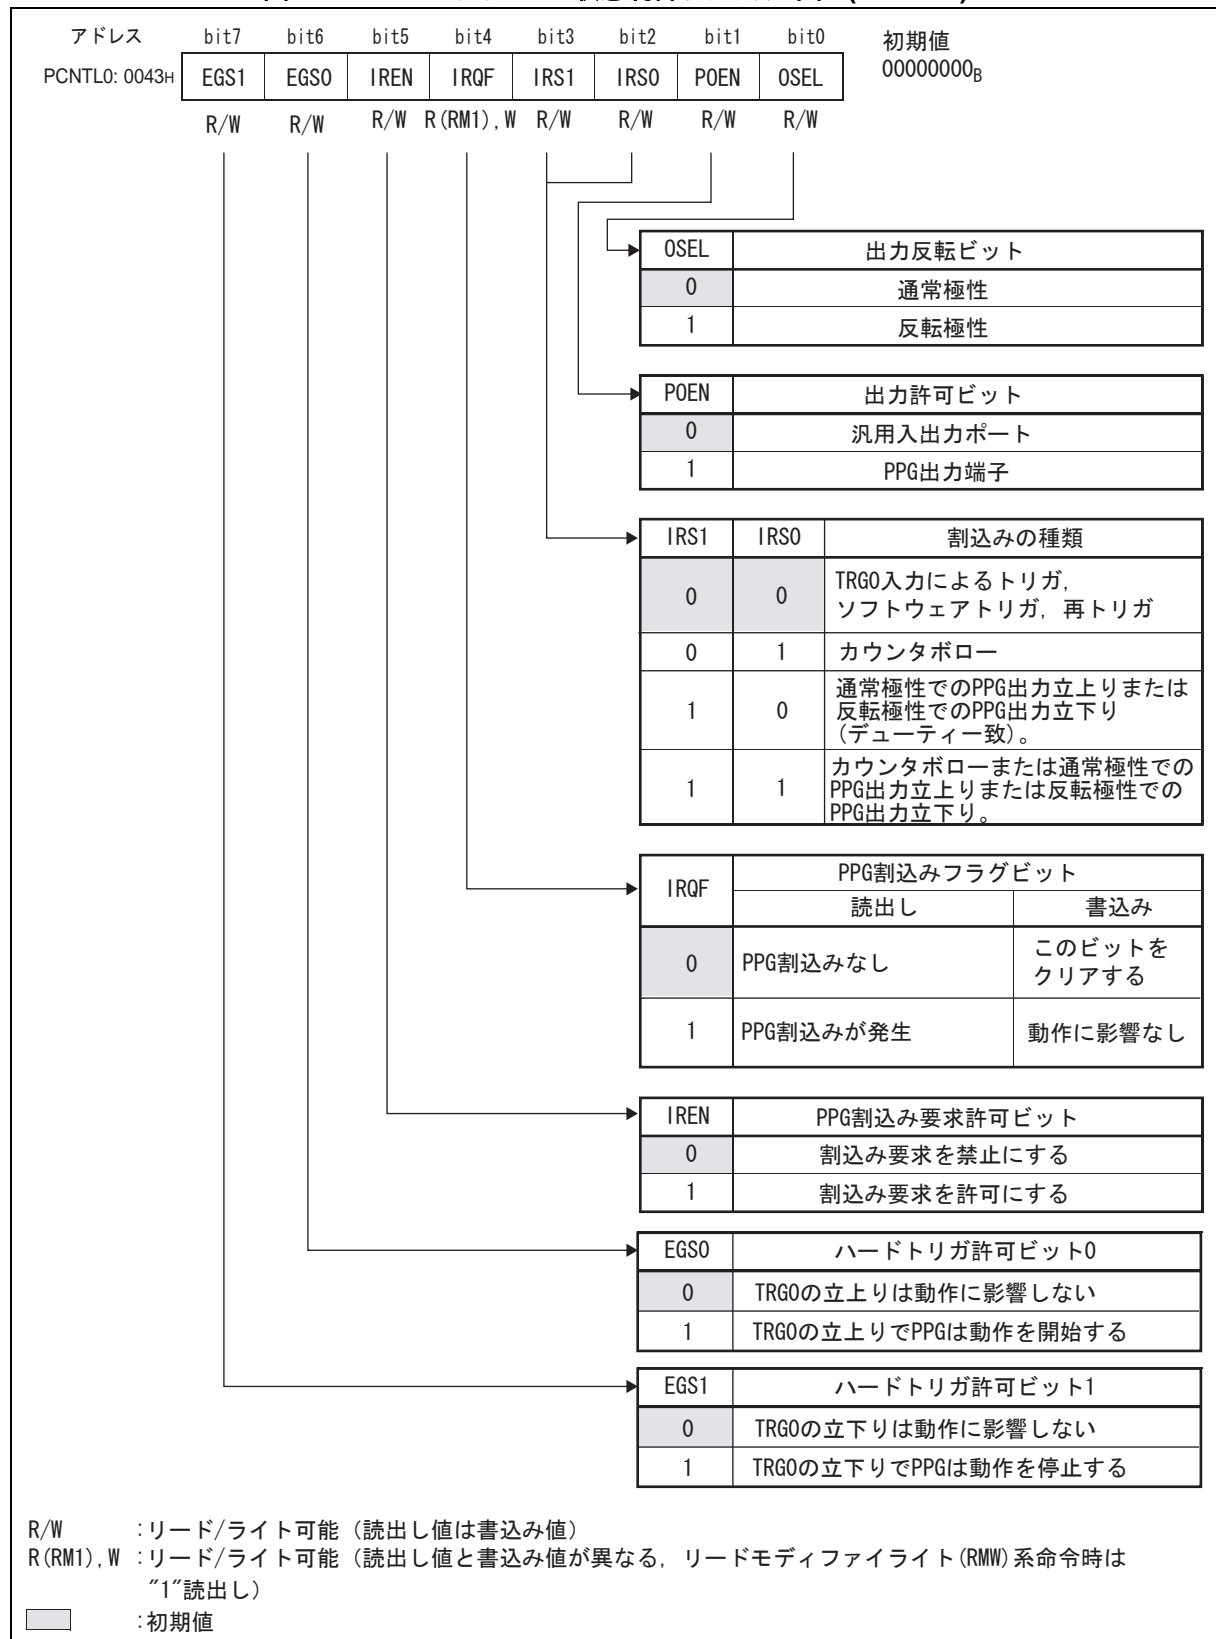 アドレス bit7 bit6 bit5 bit4 bit3 bit2 bit1 bit0 初期値
PCNTL0: 0043H EGS1 EGS0 IREN IRQF IRS1 IRS0 POEN OSEL 00000000B
R/W R/W R/W R(RM1),W R/W R/W R/W R/W
OSEL 出力反転ビット
0 通常極性
1 反転極性
POEN 出力許可ビット
0 汎用入出力ポート
1 PPG出力端子
IRS1 IRS0 割込みの種類
0 0 TRG0入力によるトリガ,
ソフトウェアトリガ, 再トリガ
0 1 カウンタボロー
1 0 通常極性でのPPG出力立上りまたは
反転極性でのPPG出力立下り
(デューティ一致)。
1 1 カウンタボローまたは通常極性での
PPG出力立上りまたは反転極性での
PPG出力立下り。
IRQF PPG割込みフラグビット
読出し 書込み
0 PPG割込みなし このビットを
クリアする
1 PPG割込みが発生 動作に影響なし
IREN PPG割込み要求許可ビット
0 割込み要求を禁止にする
1 割込み要求を許可にする
EGS0 ハードトリガ許可ビット0
0 TRG0の立上りは動作に影響しない
1 TRG0の立上りでPPGは動作を開始する
EGS1 ハードトリガ許可ビット1
0 TRG0の立下りは動作に影響しない
1 TRG0の立下りでPPGは動作を停止する
R/W :リード/ライト可能(読出し値は書込み値)
R(RM1),W :リード/ライト可能(読出し値と書込み値が異なる, リードモディファイライト(RMW)系命令時は
"1"読出し)
:初期値